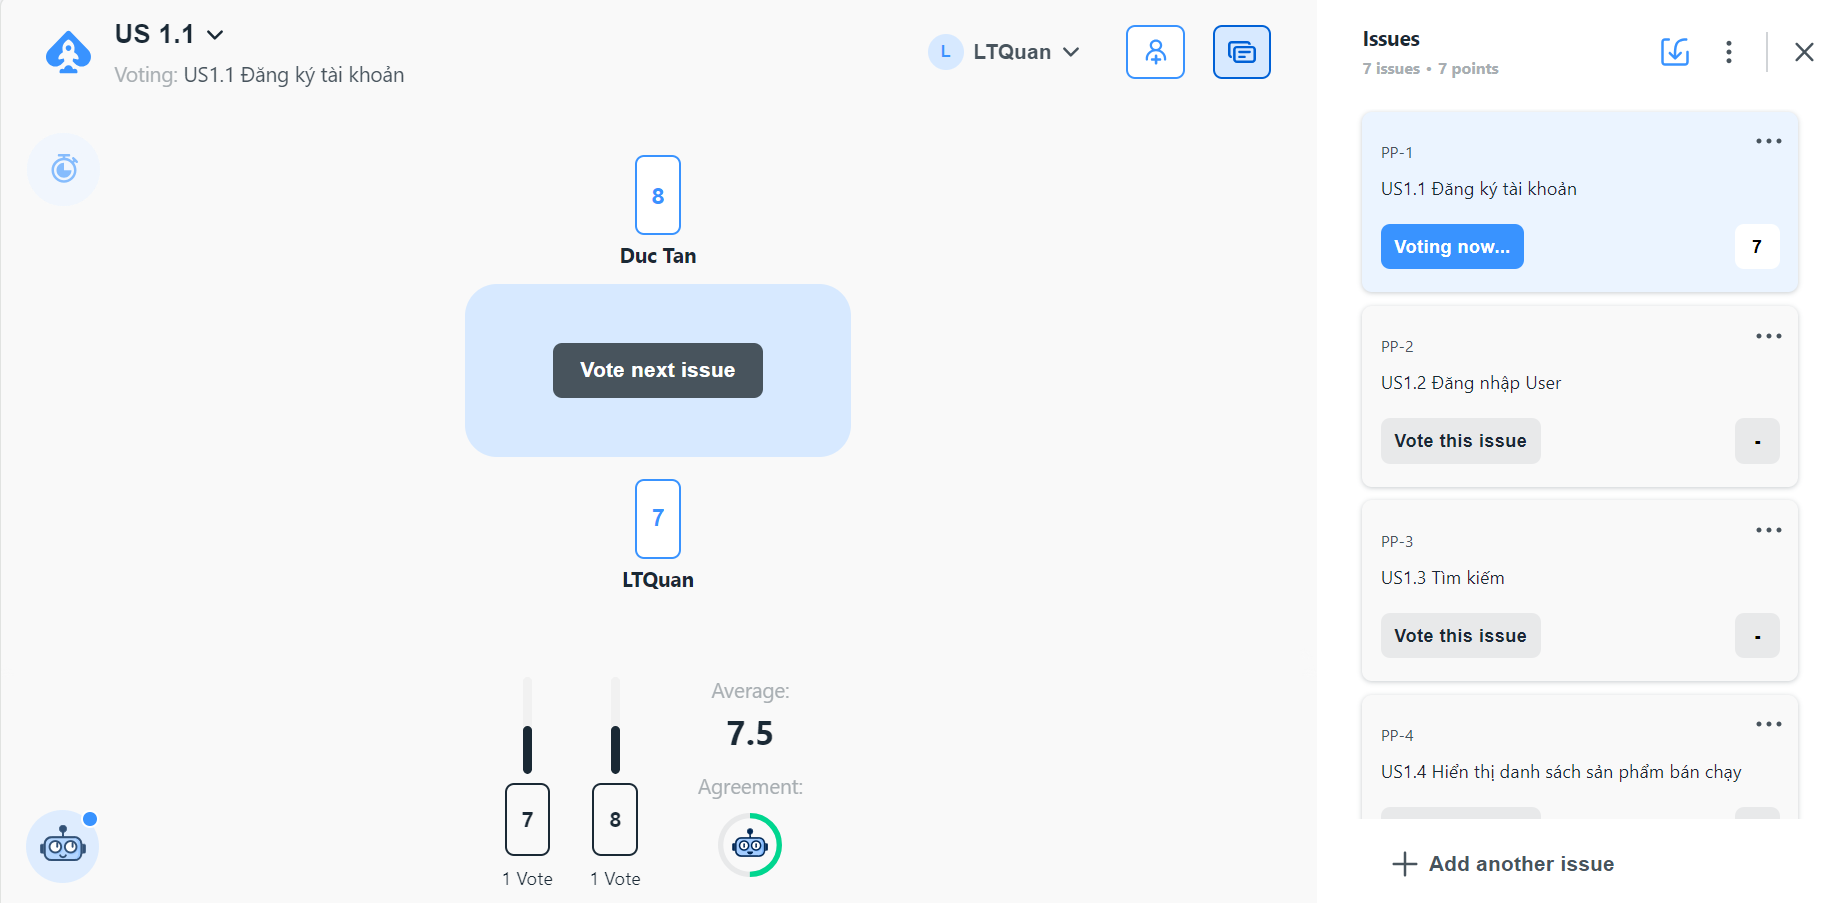 US 1.1
Voting: US1.1 Đăng ký tài khoản
L LTQuan
8
Duc Tan
Vote next issue
7
LTQuan
Average:
7.5
Agreement:
7 8
1 Vote 1 Vote
Issues
7 issues • 7 points
PP-1
US1.1 Đăng ký tài khoản
Voting now... 7
PP-2
US1.2 Đăng nhập User
Vote this issue -
PP-3
US1.3 Tìm kiếm
Vote this issue -
PP-4
US1.4 Hiển thị danh sách sản phẩm bán chạy
Add another issue